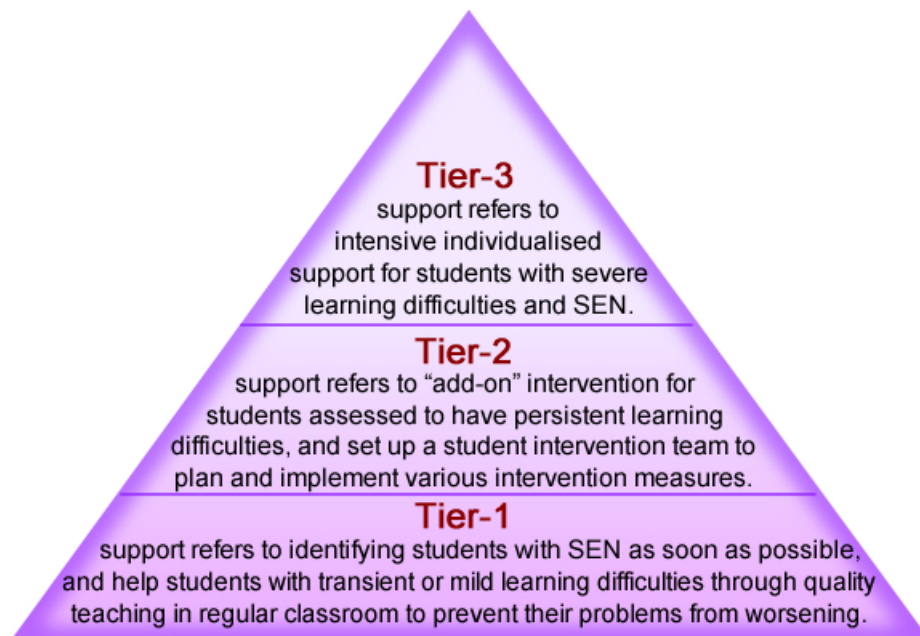 Tier-3
support refers to
intensive individualised
support for students with severe
learning difficulties and SEN.
Tier-2
support refers to “add-on” intervention for
students assessed to have persistent learning
difficulties, and set up a student intervention team to
plan and implement various intervention measures.
Tier-1
support refers to identifying students with SEN as soon as possible,
and help students with transient or mild learning difficulties through quality
teaching in regular classroom to prevent their problems from worsening.